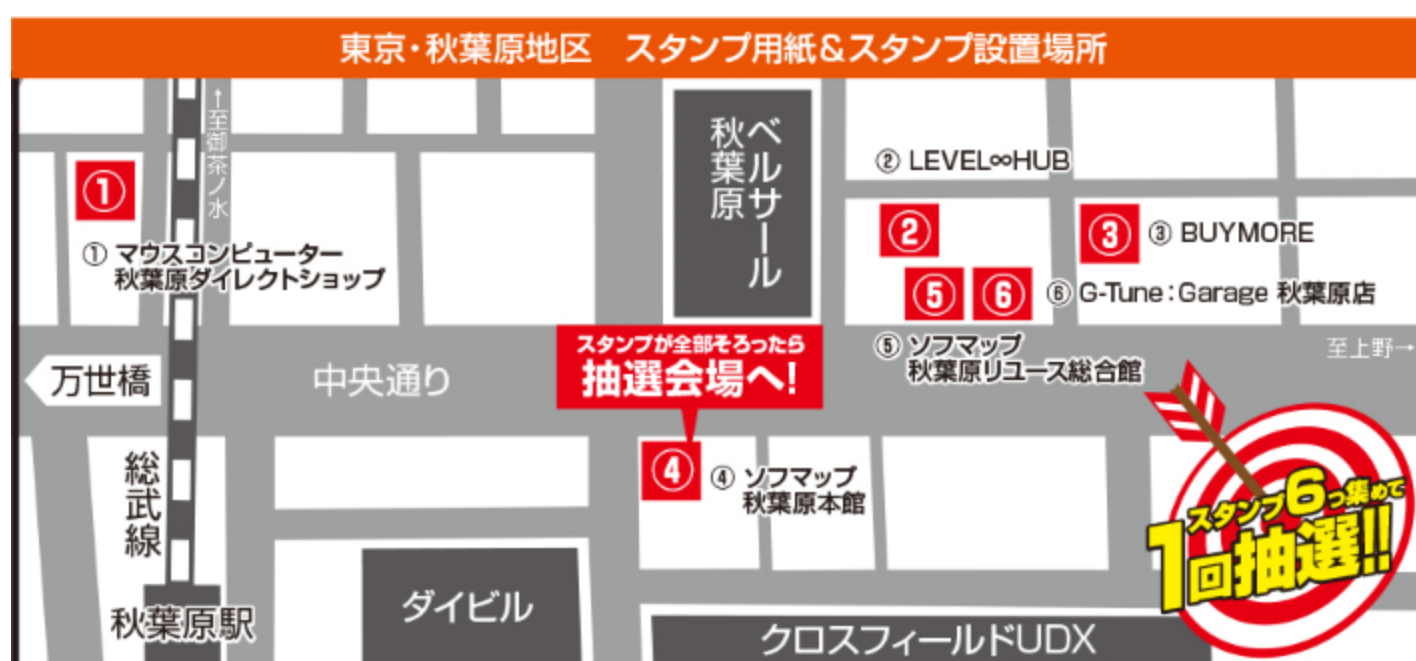 東京・秋葉原地区　スタンプ用紙＆スタンプ設置場所
←至御茶ノ水
ベルサール
秋葉原
② LEVEL∞HUB
①
① マウスコンピューター
秋葉原ダイレクトショップ
②
③
③ BUYMORE
⑤
⑥
⑥ G-Tune：Garage 秋葉原店
⑤ ソフマップ
秋葉原リユース総合館
至上野→
スタンプが全部そろったら
抽選会場へ！
万世橋
中央通り
④
④ ソフマップ
秋葉原本館
総武線
スタンプ6つ集めて
1回抽選!!
秋葉原駅
ダイビル
クロスフィールドUDX